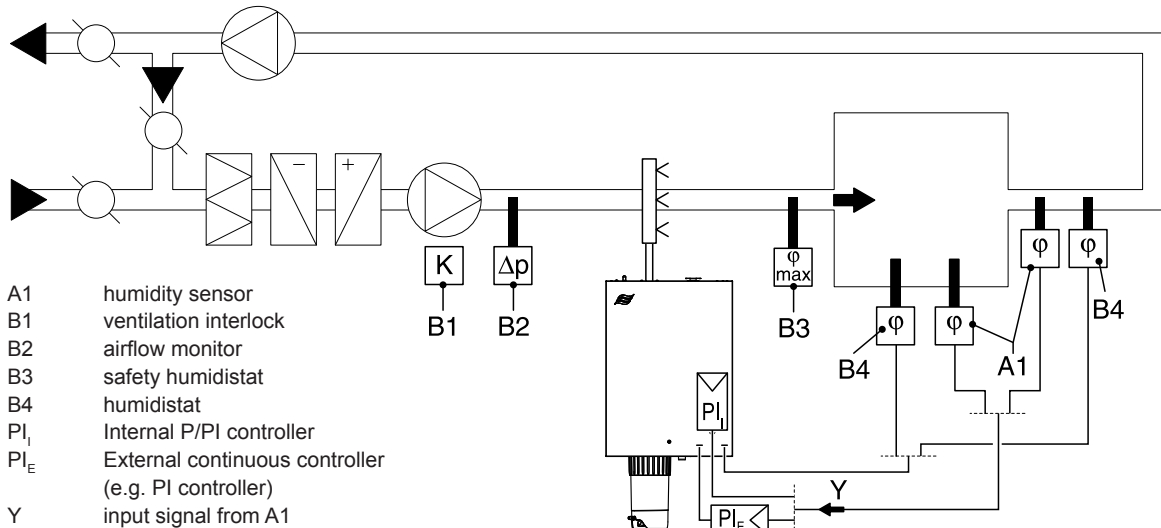 − +
K Δp φ max φ φ φ φ
B1 B2 B3 B4 A1 B4
PI_I
Y
PI_E
A1 humidity sensor
B1 ventilation interlock
B2 airflow monitor
B3 safety humidistat
B4 humidistat
PI_I Internal P/PI controller
PI_E External continuous controller
(e.g. PI controller)
Y input signal from A1